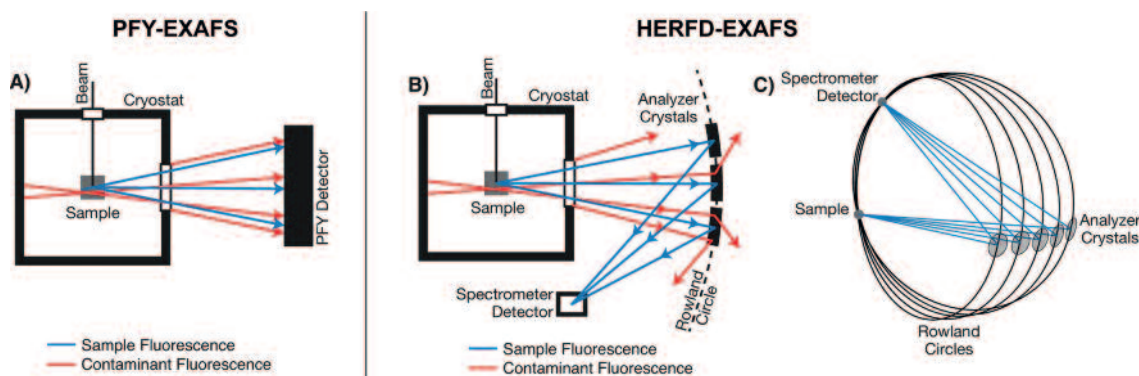 PFY-EXAFS
A)
Beam
Cryostat
Sample
PFY Detector
Sample Fluorescence
Contaminant Fluorescence
HERFD-EXAFS
B)
Beam
Cryostat
Analyzer
Crystals
Sample
Spectrometer
Detector
Rowland
Circle
Sample Fluorescence
Contaminant Fluorescence
C)
Spectrometer
Detector
Sample
Analyzer
Crystals
Rowland
Circles